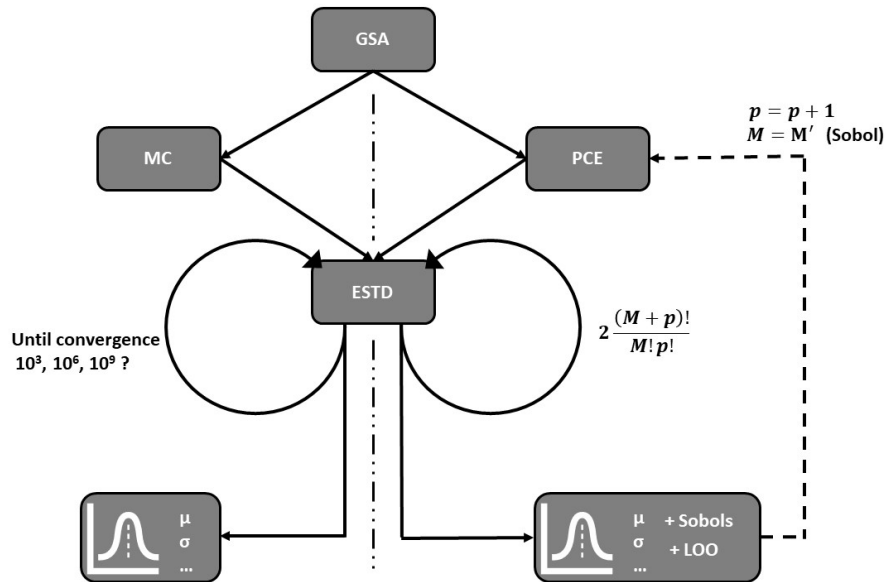 GSA
p = p + 1
M = M′ (Sobol)
MC
PCE
ESTD
Until convergence
10³, 10⁶, 10⁹ ?
2 (M + p)! / M! p!
μ
σ
...
μ + Sobols
σ + LOO
...